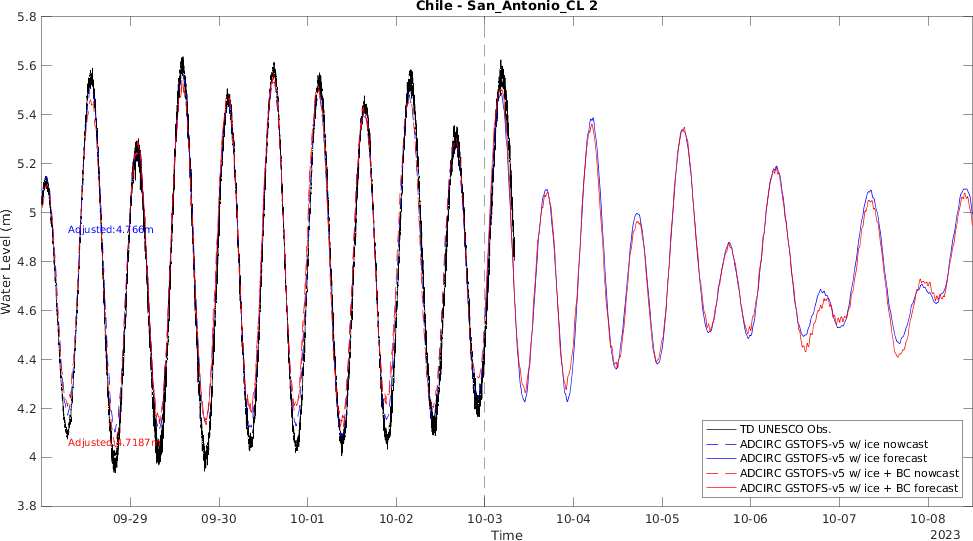 Chile - San_Antonio_CL 2
5.8
5.6
5.4
5.2
5
4.8
4.6
4.4
4.2
4
3.8
Water Level (m)
Adjusted:4.766m
Adjusted:4.7187m
TD UNESCO Obs.
ADCIRC GSTOFS-v5 w/ ice nowcast
ADCIRC GSTOFS-v5 w/ ice forecast
ADCIRC GSTOFS-v5 w/ ice + BC nowcast
ADCIRC GSTOFS-v5 w/ ice + BC forecast
09-29 09-30 10-01 10-02 10-03 10-04 10-05 10-06 10-07 10-08
2023
Time